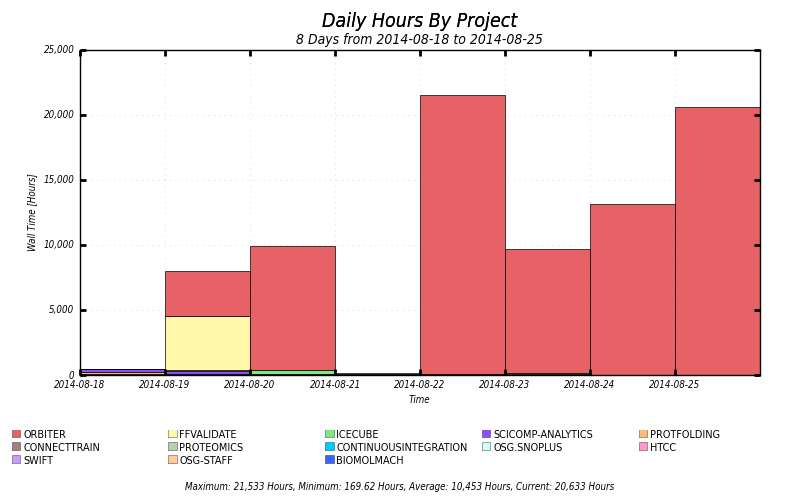 Daily Hours By Project
8 Days from 2014-08-18 to 2014-08-25
25,000
20,000
15,000
10,000
5,000
0
Wall Time [Hours]
2014-08-18 2014-08-19 2014-08-20 2014-08-21 2014-08-22 2014-08-23 2014-08-24 2014-08-25
Time
ORBITER FFVALIDATE ICECUBE SCICOMP-ANALYTICS PROTFOLDING
CONNECTTRAIN PROTEOMICS CONTINUOUSINTEGRATION OSG.SNOPLUS HTCC
SWIFT OSG-STAFF BIOMOLMACH
Maximum: 21,533 Hours, Minimum: 169.62 Hours, Average: 10,453 Hours, Current: 20,633 Hours